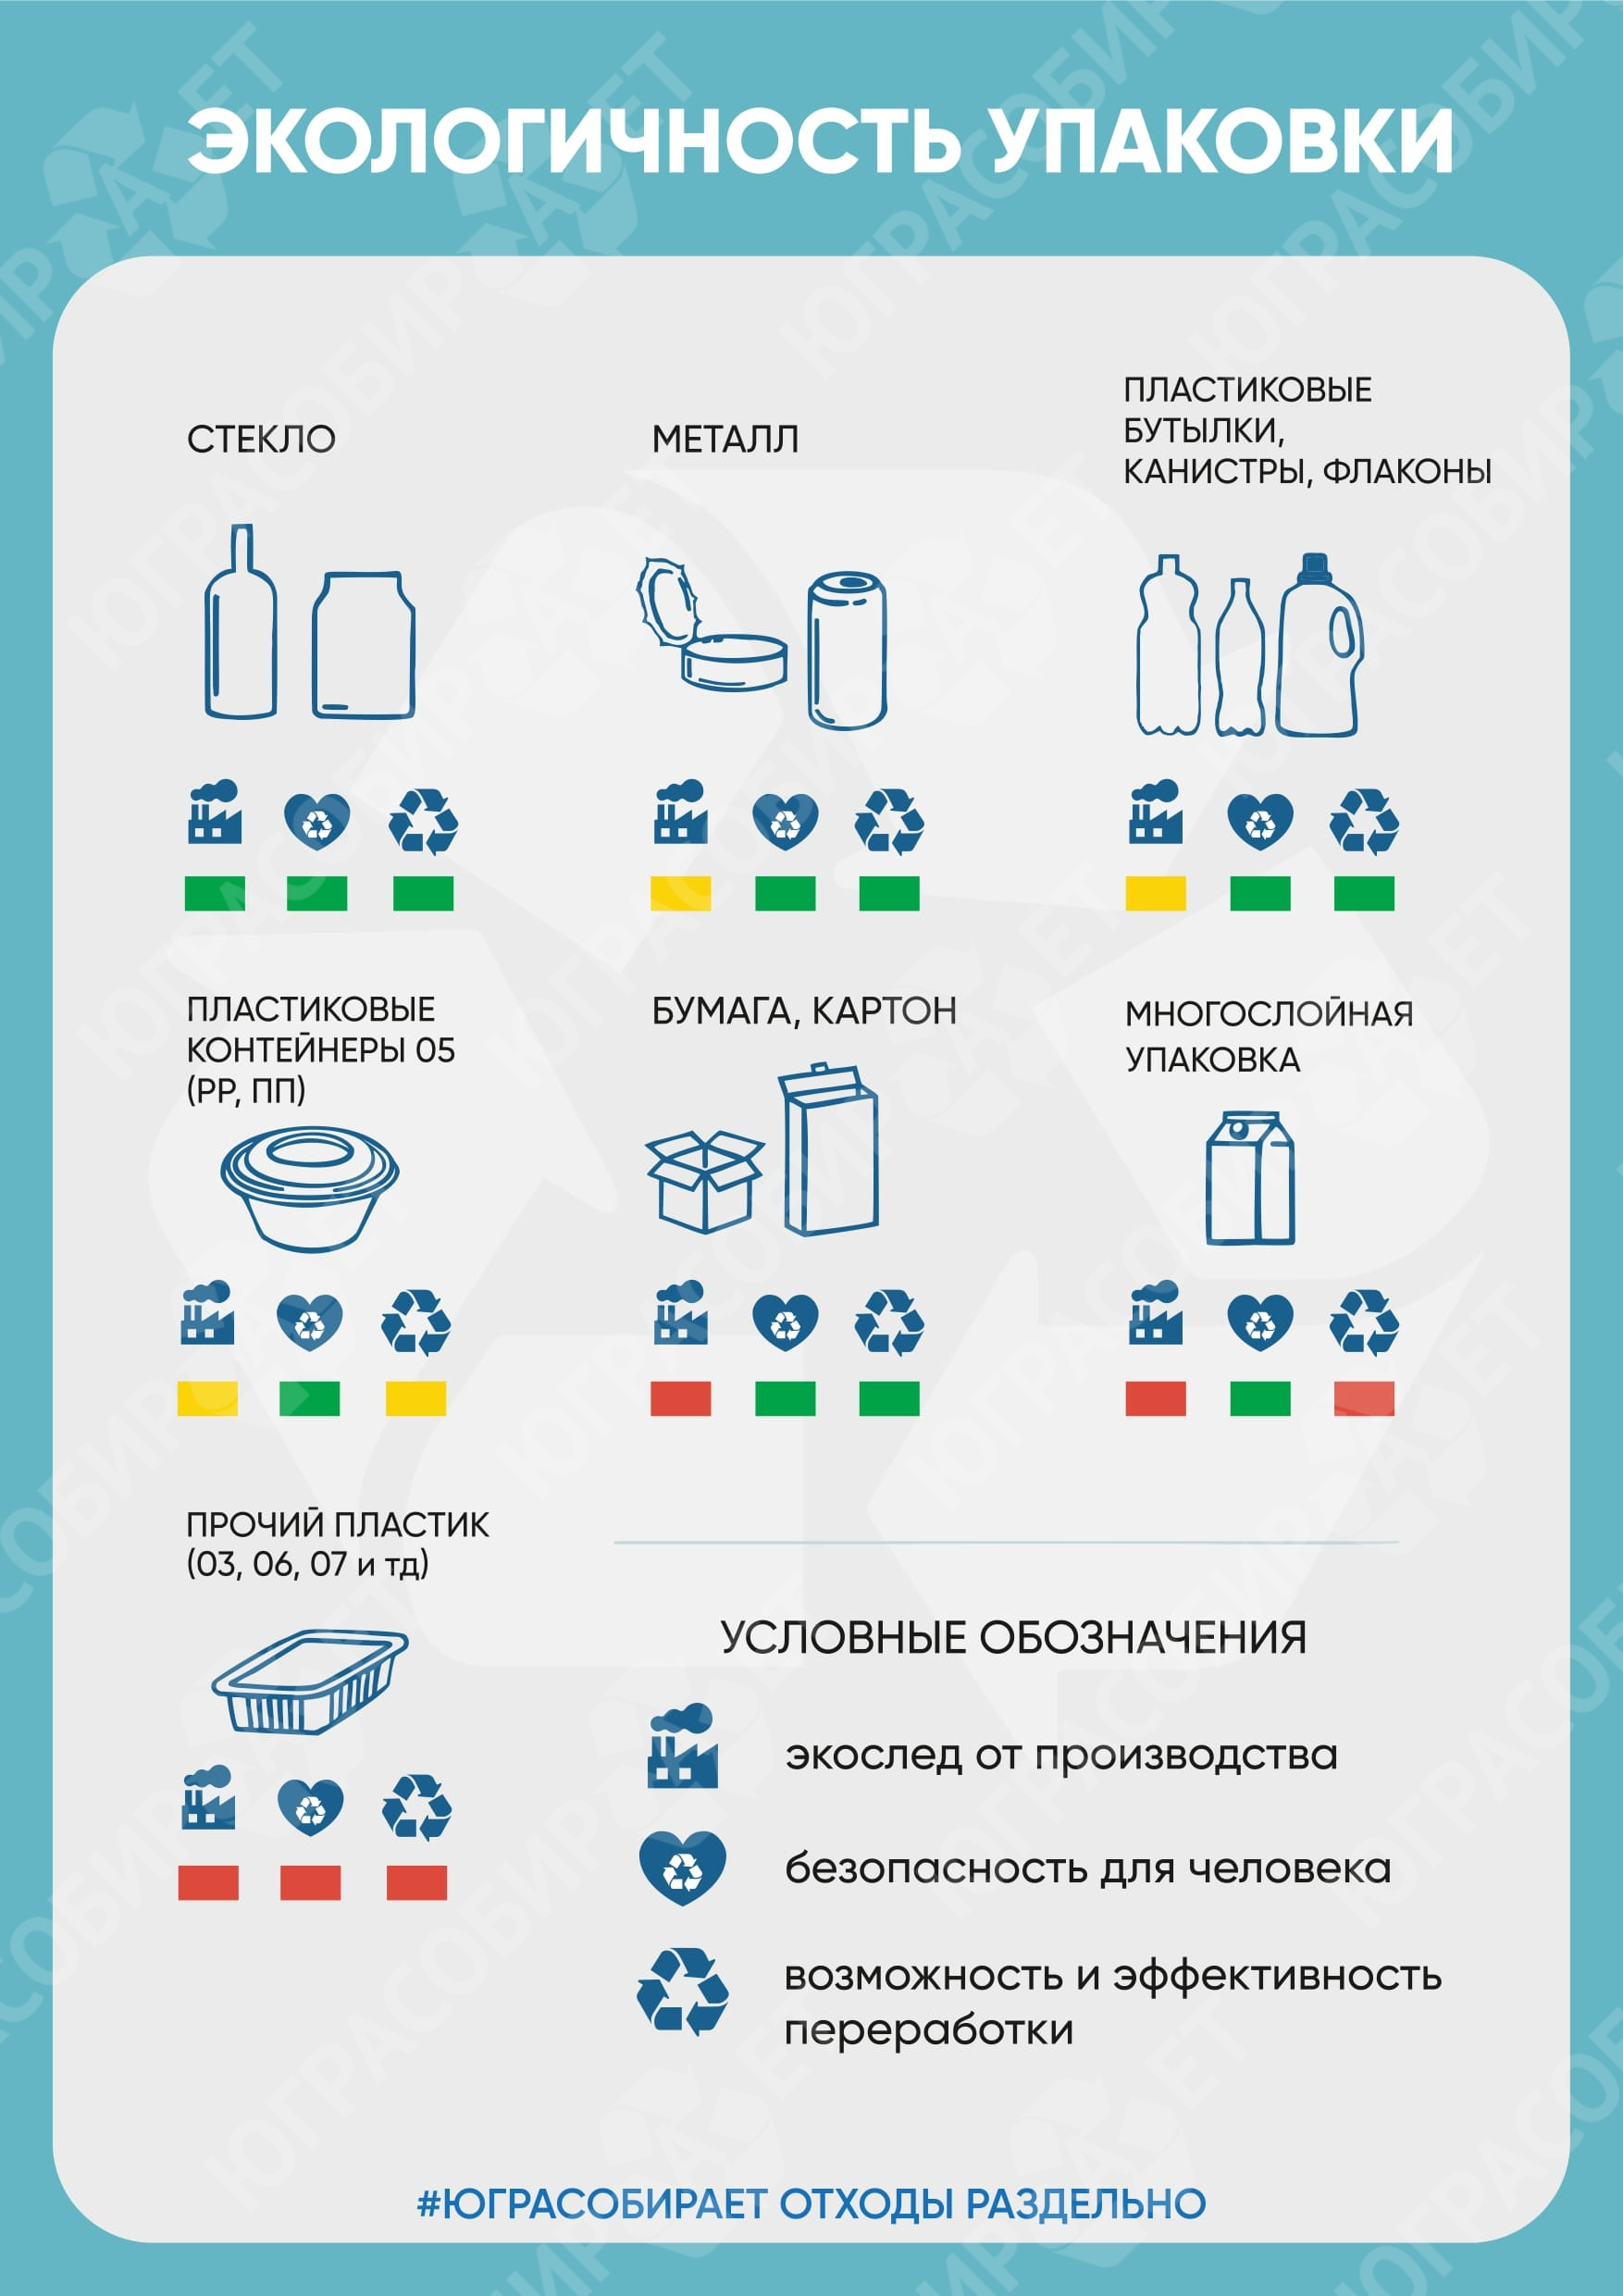 ЭКОЛОГИЧНОСТЬ УПАКОВКИ
СТЕКЛО
МЕТАЛЛ
ПЛАСТИКОВЫЕ
БУТЫЛКИ,
КАНИСТРЫ, ФЛАКОНЫ
ПЛАСТИКОВЫЕ
КОНТЕЙНЕРЫ 05
(PP, ПП)
БУМАГА, КАРТОН
МНОГОСЛОЙНАЯ
УПАКОВКА
ПРОЧИЙ ПЛАСТИК
(03, 06, 07 и тд)
УСЛОВНЫЕ ОБОЗНАЧЕНИЯ
экослед от производства
безопасность для человека
возможность и эффективность
переработки
#ЮГРАСОБИРАЕТ ОТХОДЫ РАЗДЕЛЬНО